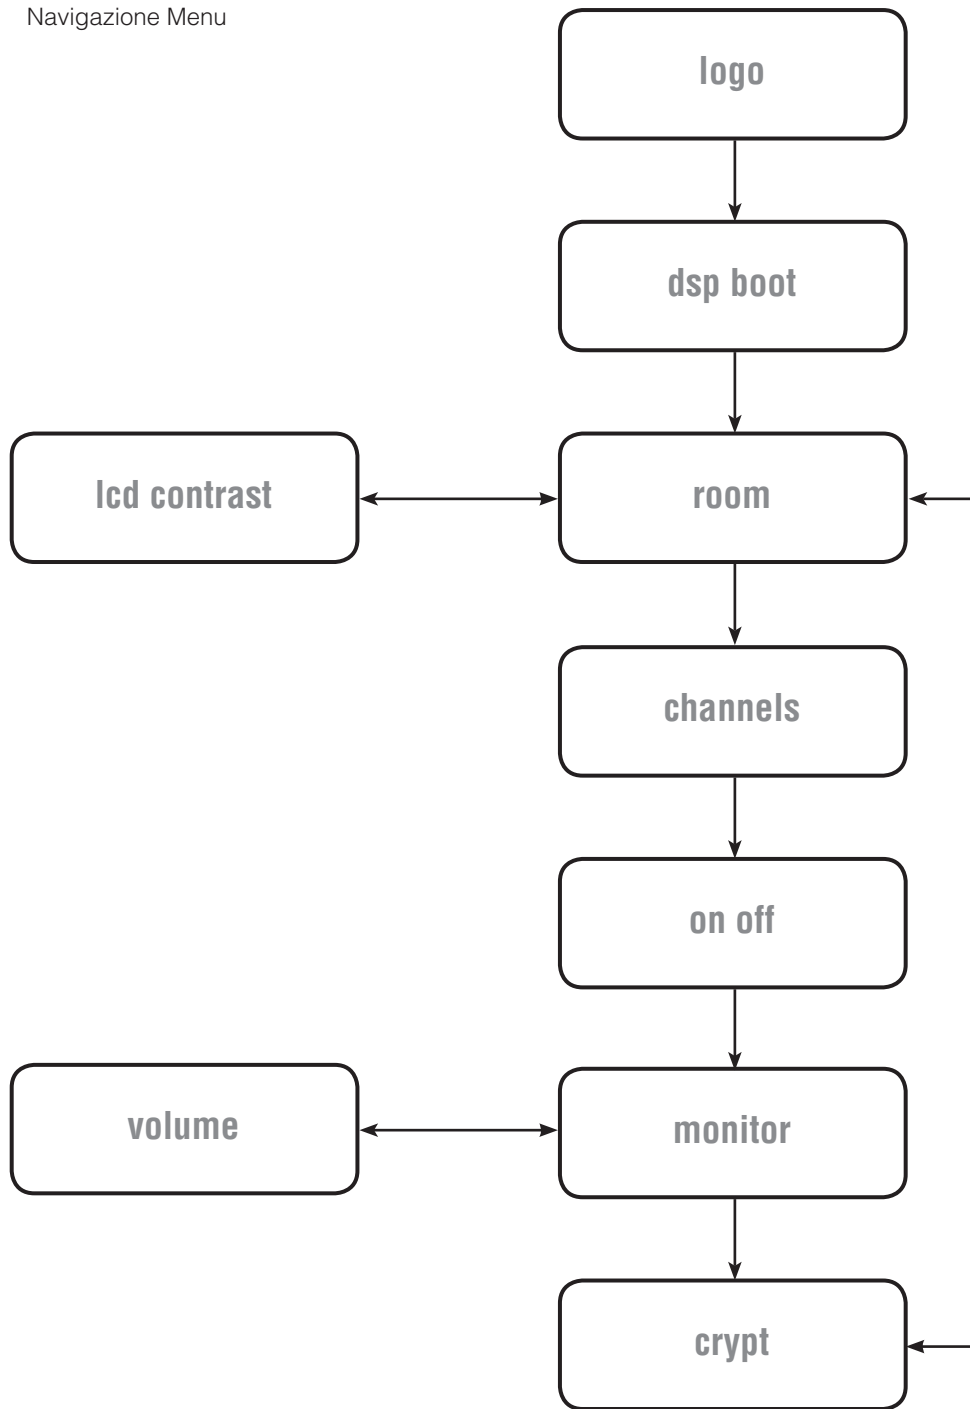 Navigazione Menu
logo
dsp boot
lcd contrast
room
channels
on off
volume
monitor
crypt